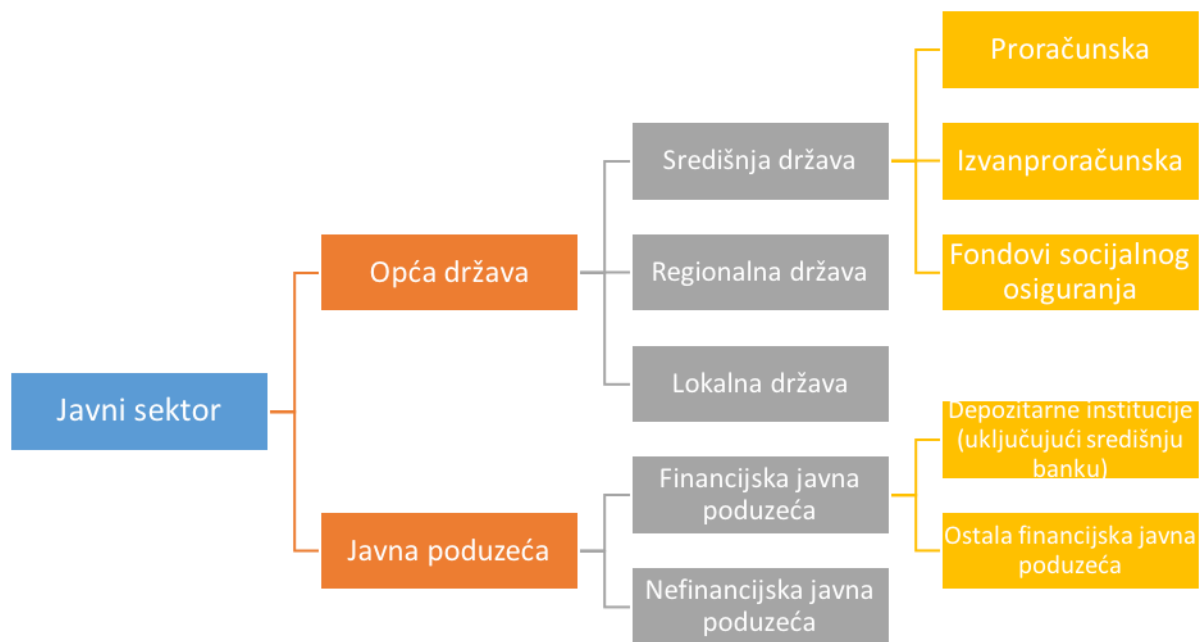 Javni sektor
Opća država
Središnja država
Proračunska
Izvanproračunska
Fondovi socijalnog
osiguranja
Regionalna država
Lokalna država
Javna poduzeća
Financijska javna
poduzeća
Depozitarne institucije
(uključujući središnju
banku)
Ostala financijska javna
poduzeća
Nefinancijska javna
poduzeća